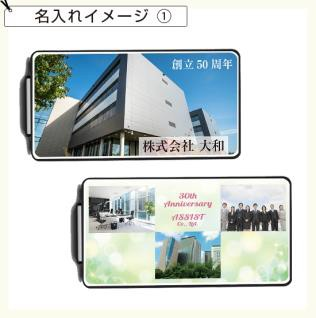 名入れイメージ ①
創立50周年
株式会社 大和
30th
Anniversary
ASSIST
Co., Ltd.